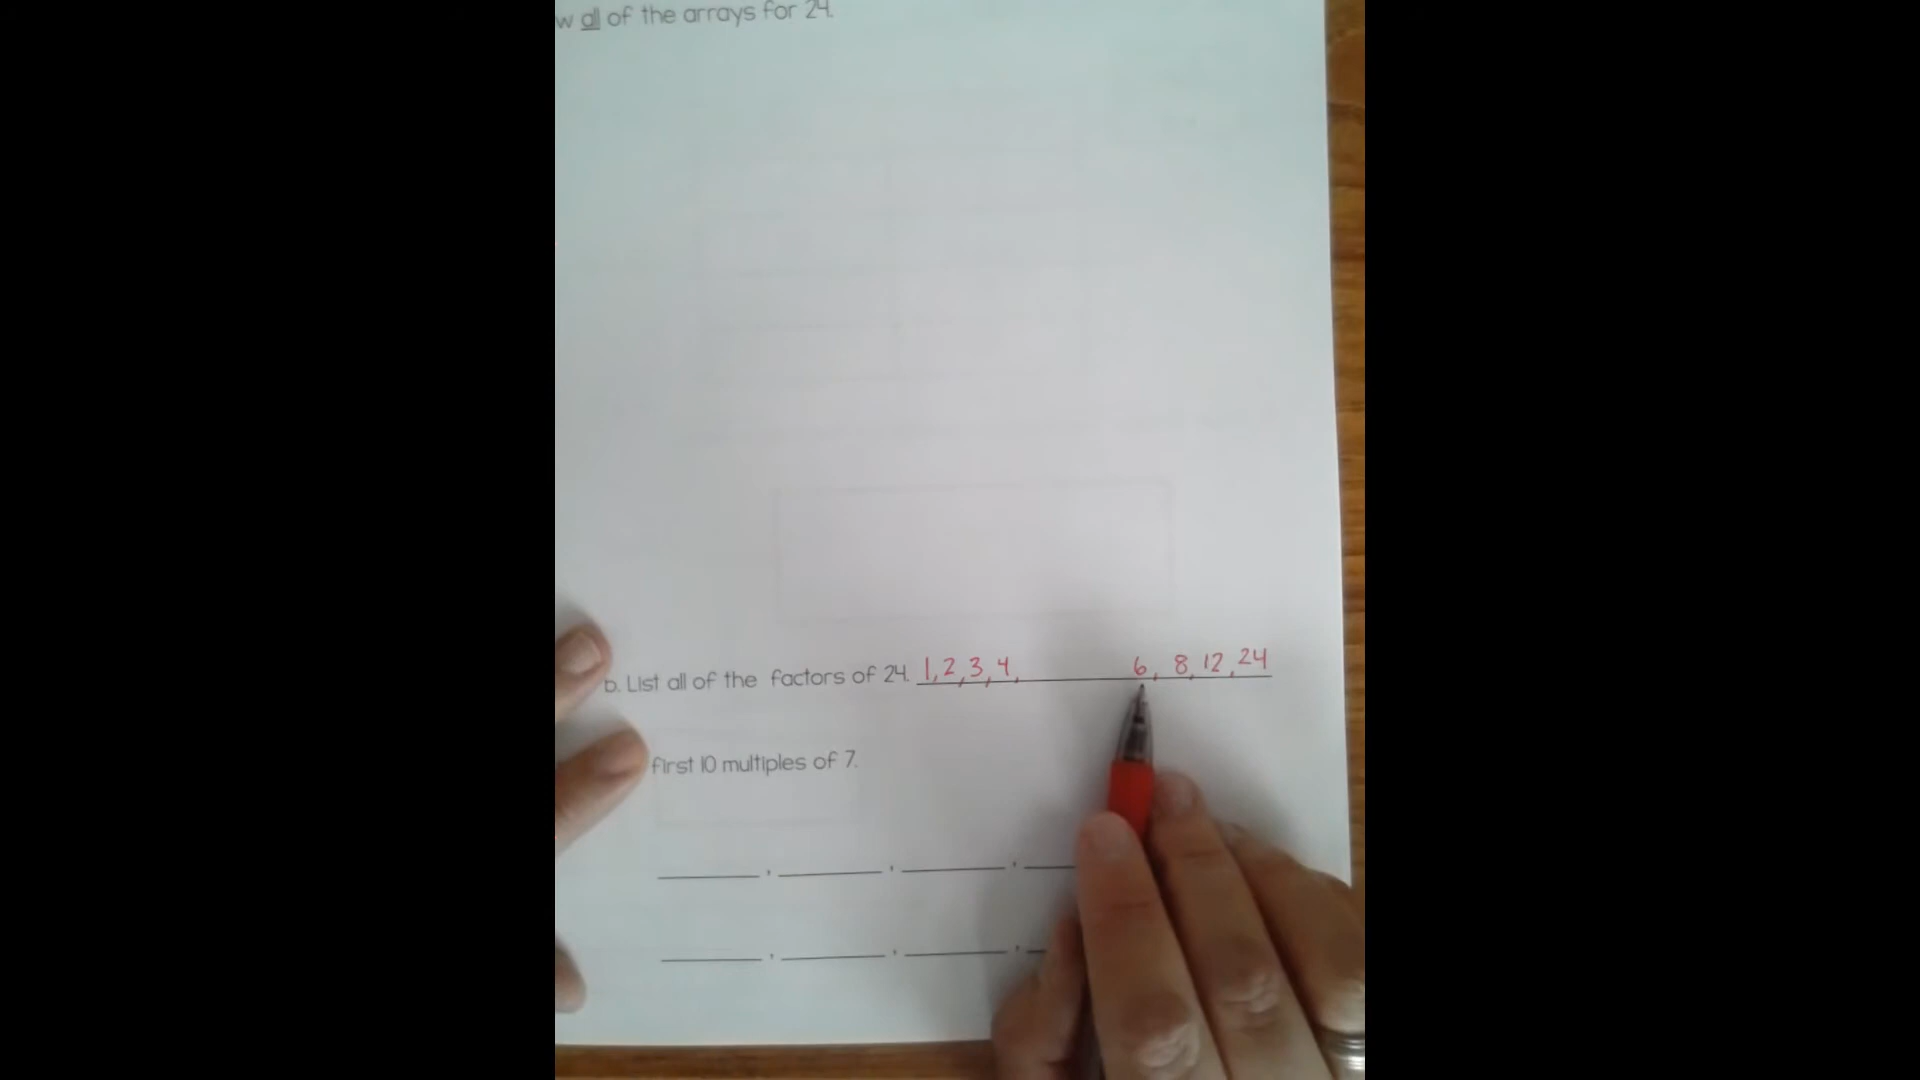 all of the arrays for 24.
b. List all of the factors of 24. 1, 2, 3, 4, 6, 8, 12, 24
first 10 multiples of 7.